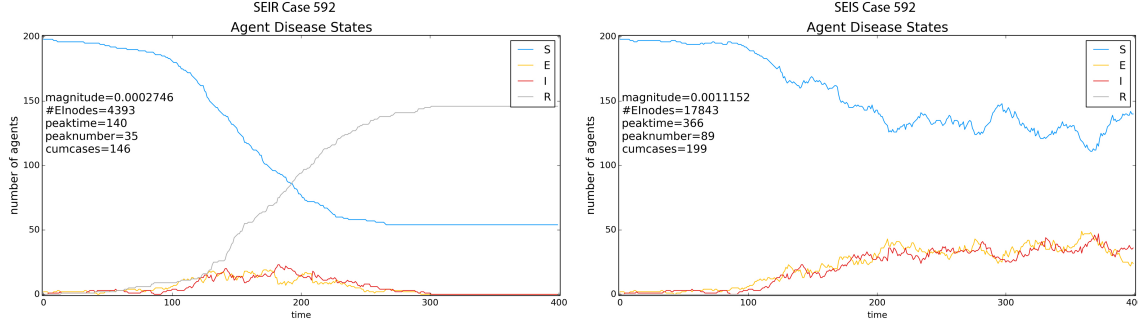 SEIR Case 592
Agent Disease States
200
150
100
50
0
number of agents
magnitude=0.0002746
#EInodes=4393
peaktime=140
peaknumber=35
cumcases=146
S
E
I
R
0
100
200
300
400
time
SEIS Case 592
Agent Disease States
200
150
100
50
0
number of agents
magnitude=0.0011152
#EInodes=17843
peaktime=366
peaknumber=89
cumcases=199
S
E
I
R
0
100
200
300
400
time